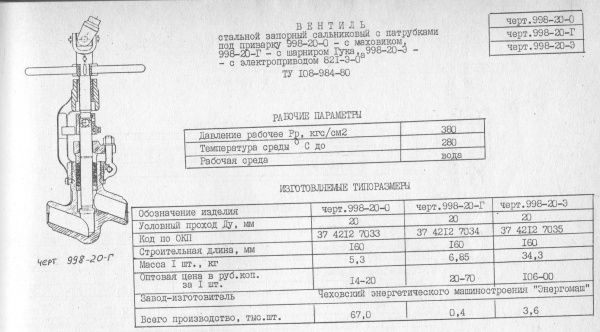 ВЕНТИЛЬ
стальной запорный сальниковый с патрубками
под приварку 998-20-0 - с маховиком,
998-20-Г - с шарниром Гука, 998-20-Э -
- с электроприводом 821-Э-0ª
ТУ 108-984-80
черт.998-20-0
черт.998-20-Г
черт.998-20-Э
РАБОЧИЕ ПАРАМЕТРЫ
Давление рабочее Рр, кгс/см2 380
Температура среды °С до 280
Рабочая среда вода
ИЗГОТОВЛЯЕМЫЕ ТИПОРАЗМЕРЫ
Обозначение изделия черт.998-20-0 черт.998-20-Г черт.998-20-Э
Условный проход Ду, мм 20 20 20
Код по ОКП 37 4212 7033 37 4212 7034 37 4212 7035
Строительная длина, мм 160 160 160
Масса 1 шт., кг 5,3 6,85 34,3
Оптовая цена в руб.коп.
за 1 шт. 14-20 20-70 106-00
Завод-изготовитель Чеховский энергетического машиностроения "Энергомаш"
Всего производство, тыс.шт. 67,0 0,4 3,6
черт 998-20-Г